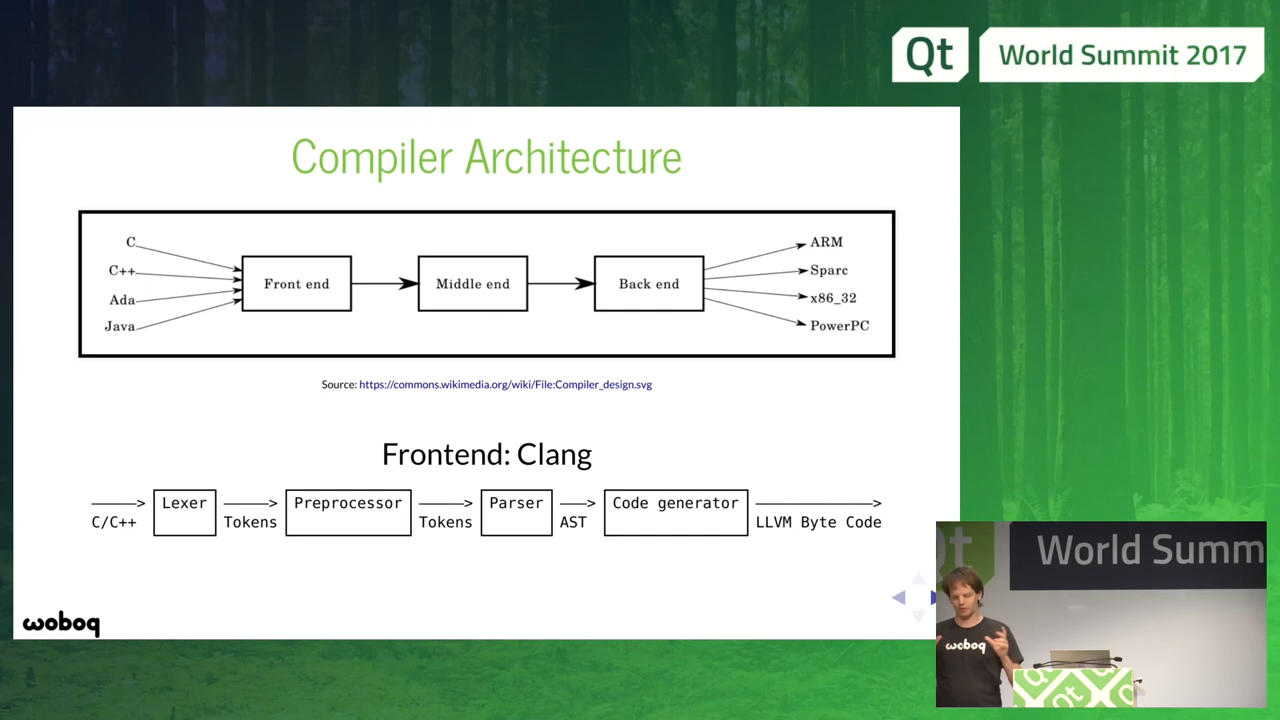 Qt World Summit 2017
Compiler Architecture
C
C++
Ada
Java
Front end
Middle end
Back end
ARM
Sparc
x86_32
PowerPC
Source: https://commons.wikimedia.org/wiki/File:Compiler_design.svg
Frontend: Clang
Lexer
Preprocessor
Parser
Code generator
C/C++
Tokens
Tokens
AST
LLVM Byte Code
woboq
Qt World Summ
woboq
Qt